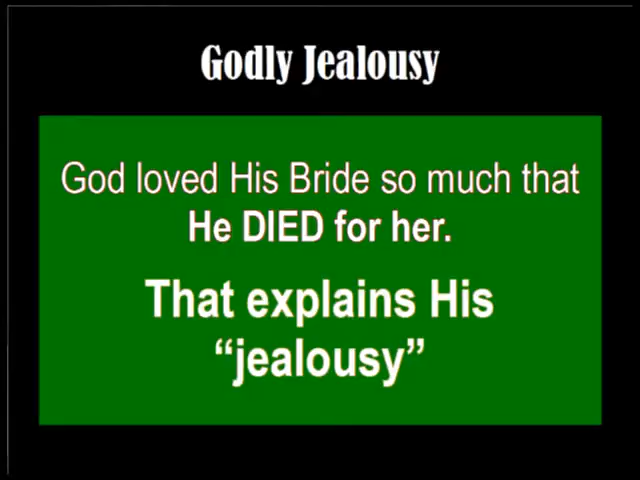 Godly Jealousy
God loved His Bride so much that
He DIED for her.
That explains His
“jealousy”